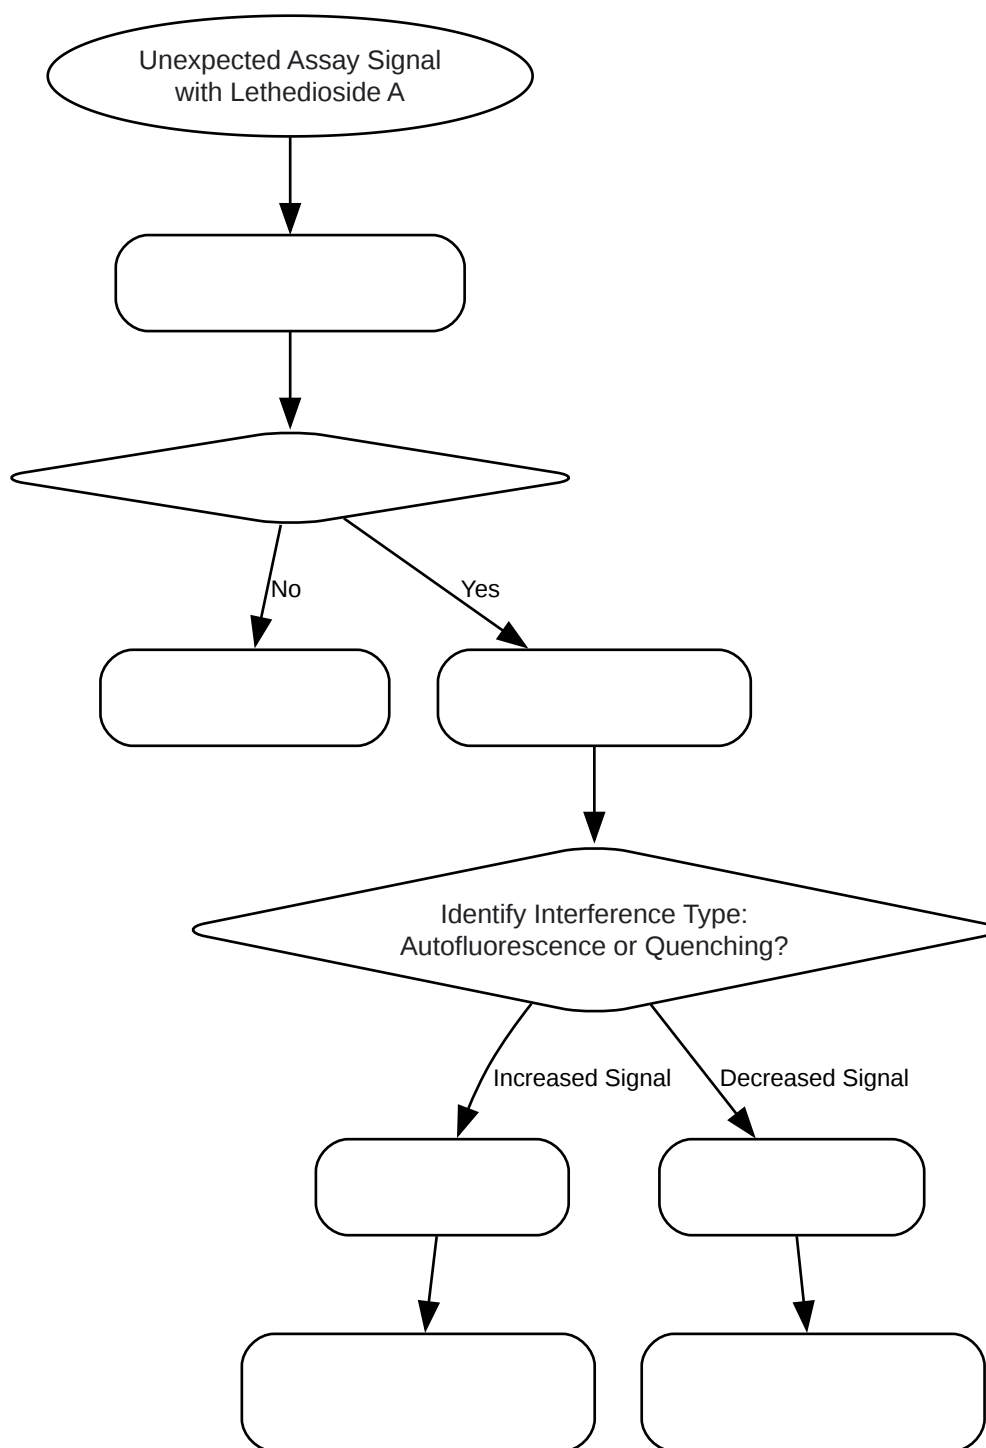 Unexpected Assay Signal
with Lethedioside A
No
Yes
Identify Interference Type:
Autofluorescence or Quenching?
Increased Signal
Decreased Signal